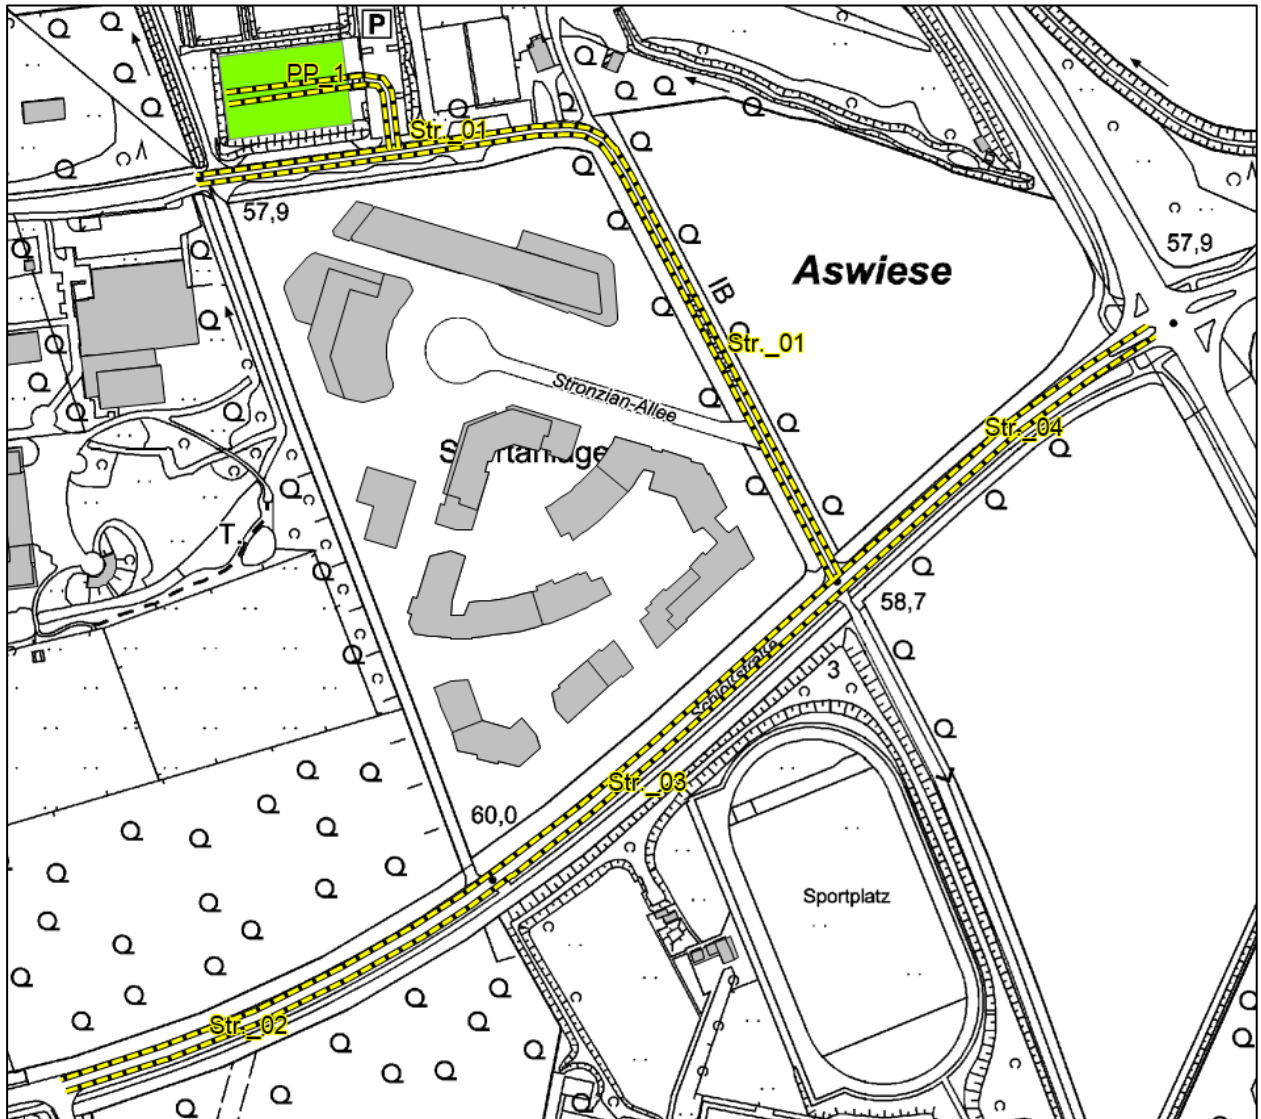 P
PP_1
Str._01
57,9
57,9
Aswiese
IB
Str._01
Stronzian-Allee
Str._04
T.
58,7
3
Str._03
60,0
Sportplatz
Str._02